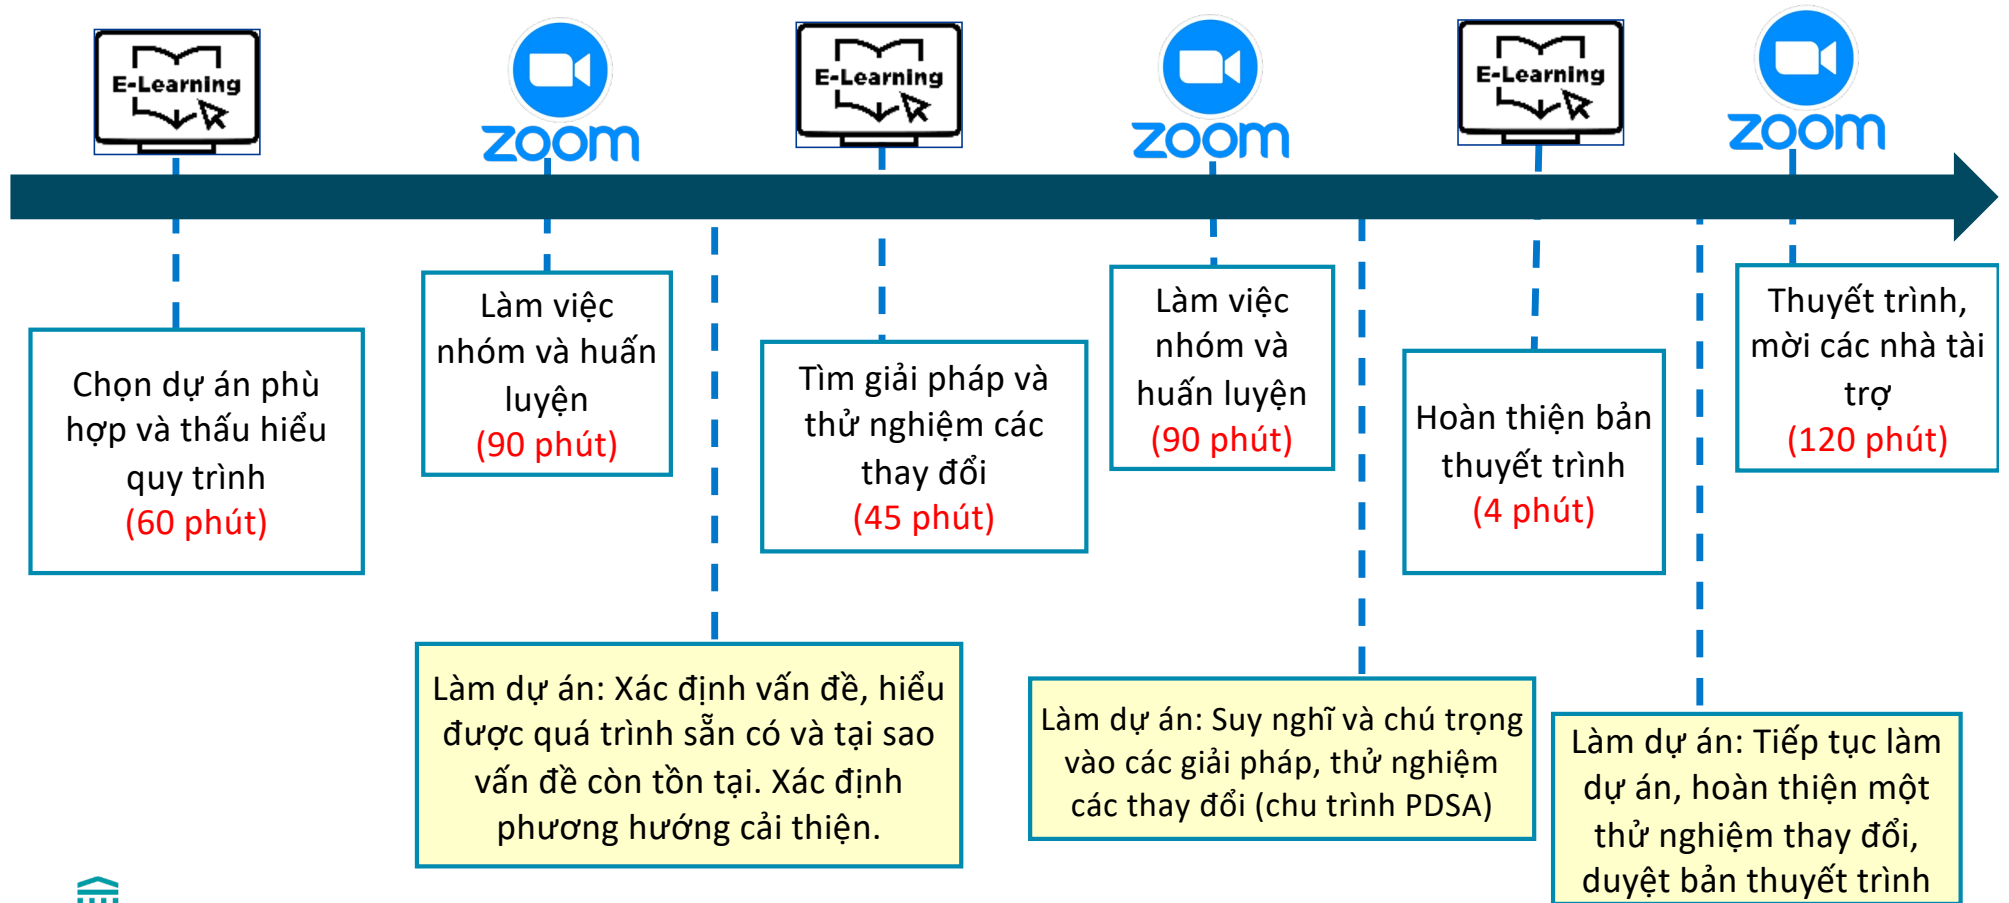 E-Learning
zoom
E-Learning
zoom
E-Learning
zoom
Chọn dự án phù
hợp và thấu hiểu
quy trình
(60 phút)
Làm việc
nhóm và huấn
luyện
(90 phút)
Tìm giải pháp và
thử nghiệm các
thay đổi
(45 phút)
Làm việc
nhóm và
huấn luyện
(90 phút)
Hoàn thiện bản
thuyết trình
(4 phút)
Thuyết trình,
mời các nhà tài
trợ
(120 phút)
Làm dự án: Xác định vấn đề, hiểu
được quá trình sẵn có và tại sao
vấn đề còn tồn tại. Xác định
phương hướng cải thiện.
Làm dự án: Suy nghĩ và chú trọng
vào các giải pháp, thử nghiệm
các thay đổi (chu trình PDSA)
Làm dự án: Tiếp tục làm
dự án, hoàn thiện một
thử nghiệm thay đổi,
duyệt bản thuyết trình